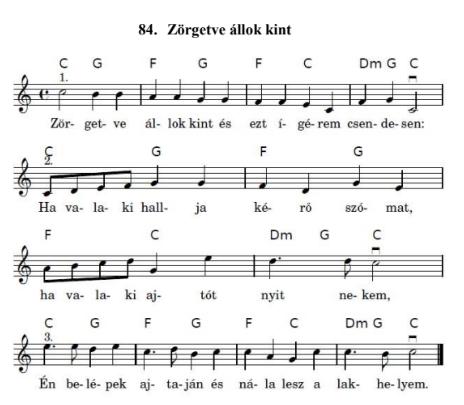 84. Zörgetve állok kint
C G F G F C Dm G C
1.
Zör- get- ve ál- lok kint és ezt í- gé- rem csen- de- sen:
C G F G
2.
Ha va- la- ki hall- ja ké- rő szó- mat,
F C Dm G C
ha va- la- ki aj- tót nyit ne- kem,
C G F G F C Dm G C
3.
Én be- lé- pek aj- ta- ján és ná- la lesz a lak- he- lyem.